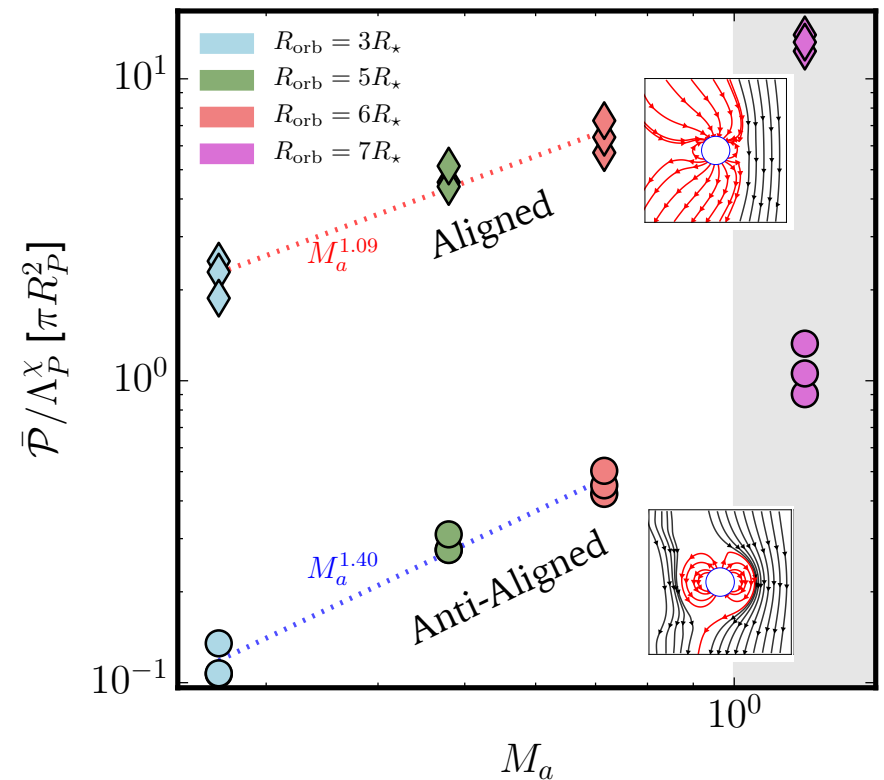 R_orb = 3R_⋆
R_orb = 5R_⋆
R_orb = 6R_⋆
R_orb = 7R_⋆
10^1
10^0
10^−1
P̄/Λ_P^χ [πR_P^2]
M_a^1.09
Aligned
M_a^1.40
Anti-Aligned
10^0
M_a